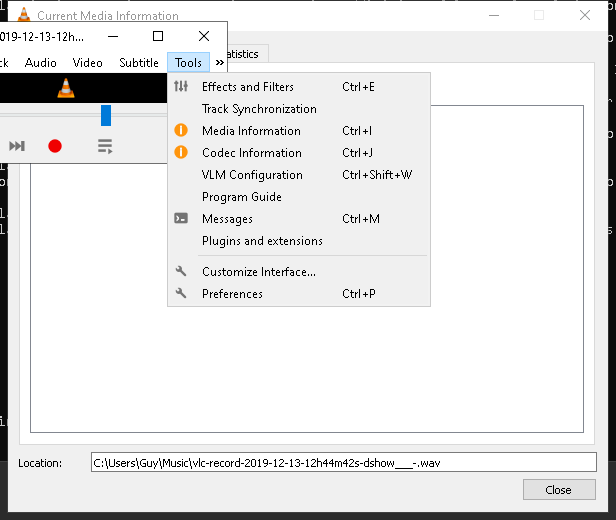 Current Media Information
2019-12-13-12h...
ck Audio Video Subtitle Tools »
atistics
Effects and Filters Ctrl+E
Track Synchronization
Media Information Ctrl+I
Codec Information Ctrl+J
VLM Configuration Ctrl+Shift+W
Program Guide
Messages Ctrl+M
Plugins and extensions
Customize Interface...
Preferences Ctrl+P
Location: C:\Users\Guy\Music\vlc-record-2019-12-13-12h44m42s-dshow___-.wav
Close